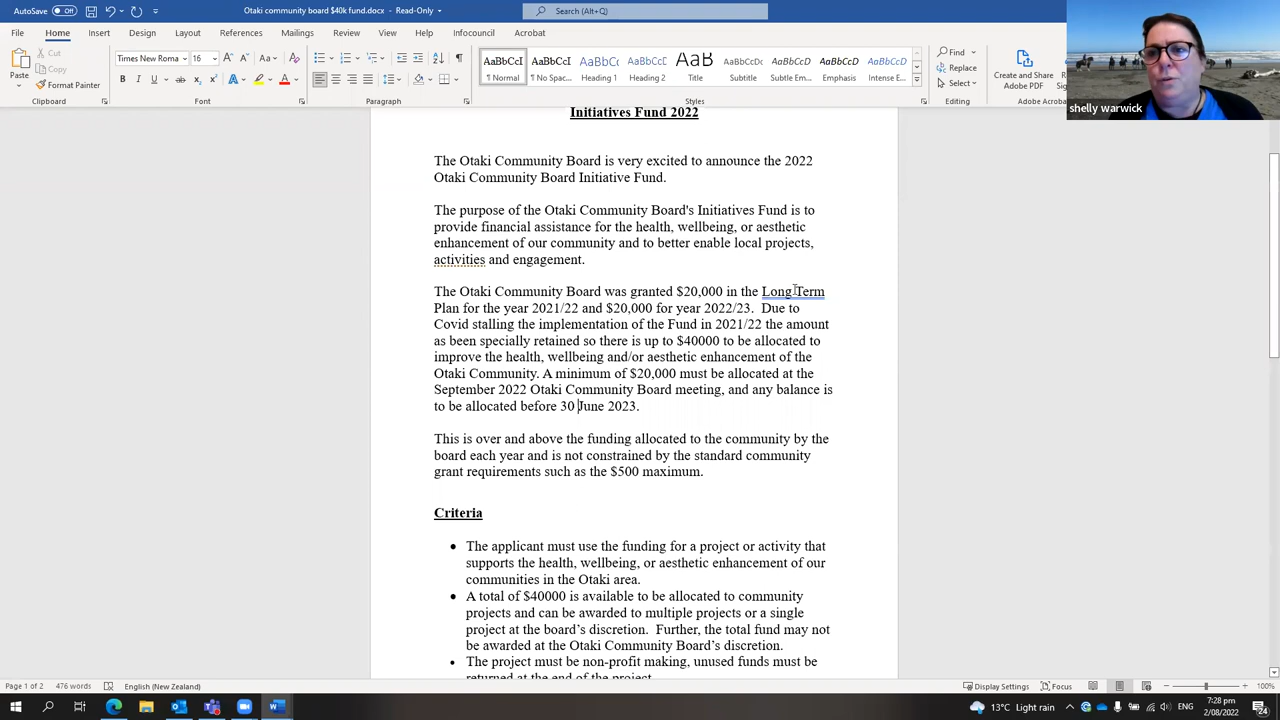 AutoSave Off Otaki community board $40k fund.docx - Read-Only Search (Alt+Q)
File Home Insert Design Layout References Mailings Review View Help Infocouncil Acrobat
Paste Cut Copy Format Painter Clipboard
Times New Roma 16 Font
Paragraph
AaBbCcI ¶ Normal AaBbCcI ¶ No Spac... AaBbC( Heading 1 AaBbCcI Heading 2 AaB Title AaBbCcD Subtitle AaBbCcDi Subtle Em... AaBbCcDi Emphasis AaBbCcDi Intense E... Styles
Find Replace Select Editing
Create and Share Adobe PDF Adobe Acroba
shelly warwick
Initiatives Fund 2022
The Otaki Community Board is very excited to announce the 2022
Otaki Community Board Initiative Fund.
The purpose of the Otaki Community Board's Initiatives Fund is to
provide financial assistance for the health, wellbeing, or aesthetic
enhancement of our community and to better enable local projects,
activities and engagement.
The Otaki Community Board was granted $20,000 in the Long Term
Plan for the year 2021/22 and $20,000 for year 2022/23. Due to
Covid stalling the implementation of the Fund in 2021/22 the amount
as been specially retained so there is up to $40000 to be allocated to
improve the health, wellbeing and/or aesthetic enhancement of the
Otaki Community. A minimum of $20,000 must be allocated at the
September 2022 Otaki Community Board meeting, and any balance is
to be allocated before 30 June 2023.
This is over and above the funding allocated to the community by the
board each year and is not constrained by the standard community
grant requirements such as the $500 maximum.
Criteria
• The applicant must use the funding for a project or activity that
supports the health, wellbeing, or aesthetic enhancement of our
communities in the Otaki area.
• A total of $40000 is available to be allocated to community
projects and can be awarded to multiple projects or a single
project at the board’s discretion. Further, the total fund may not
be awarded at the Otaki Community Board’s discretion.
• The project must be non-profit making, unused funds must be
returned at the end of the project
Page 1 of 2 476 words English (New Zealand) Display Settings Focus 100%
13°C Light rain ENG 7:28 pm 2/08/2022